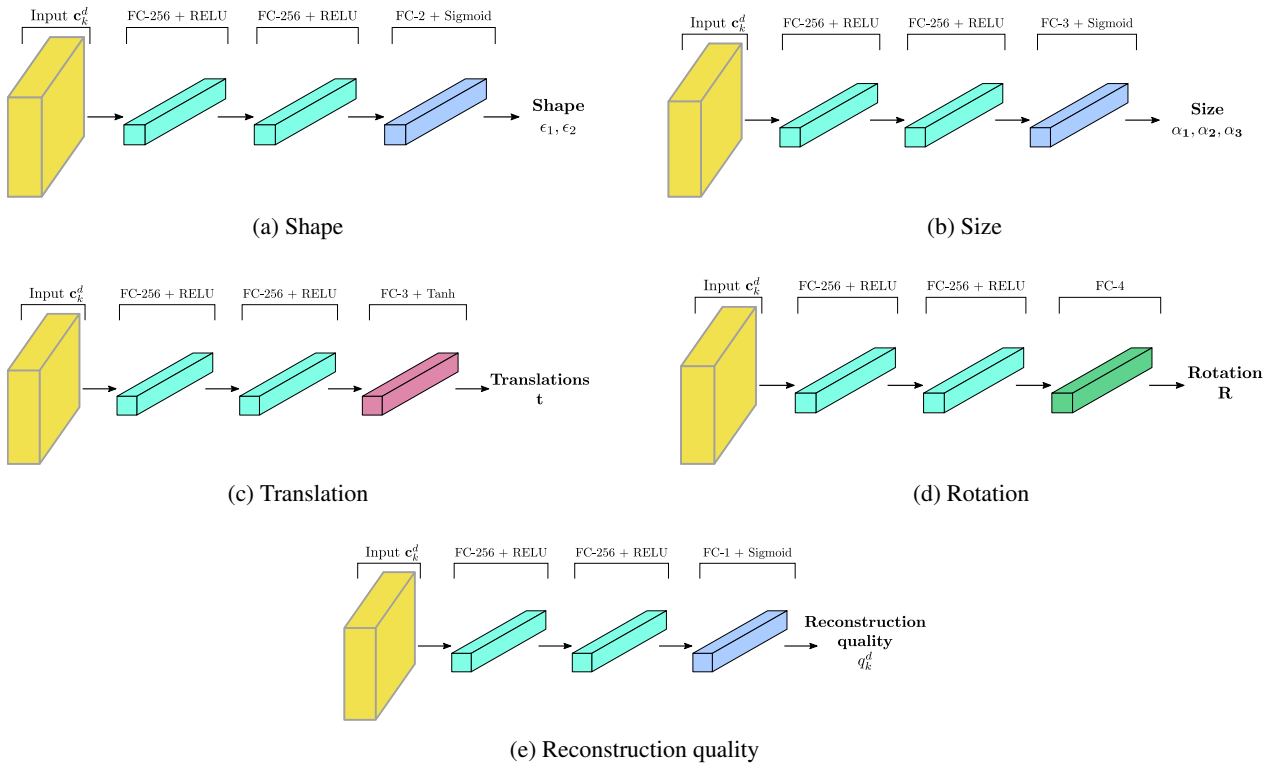 Input c_k^d FC-256 + RELU FC-256 + RELU FC-2 + Sigmoid
Shape
ϵ₁, ϵ₂
(a) Shape
Input c_k^d FC-256 + RELU FC-256 + RELU FC-3 + Sigmoid
Size
α₁, α₂, α₃
(b) Size
Input c_k^d FC-256 + RELU FC-256 + RELU FC-3 + Tanh
Translations
t
(c) Translation
Input c_k^d FC-256 + RELU FC-256 + RELU FC-4
Rotation
R
(d) Rotation
Input c_k^d FC-256 + RELU FC-256 + RELU FC-1 + Sigmoid
Reconstruction
quality
q_k^d
(e) Reconstruction quality